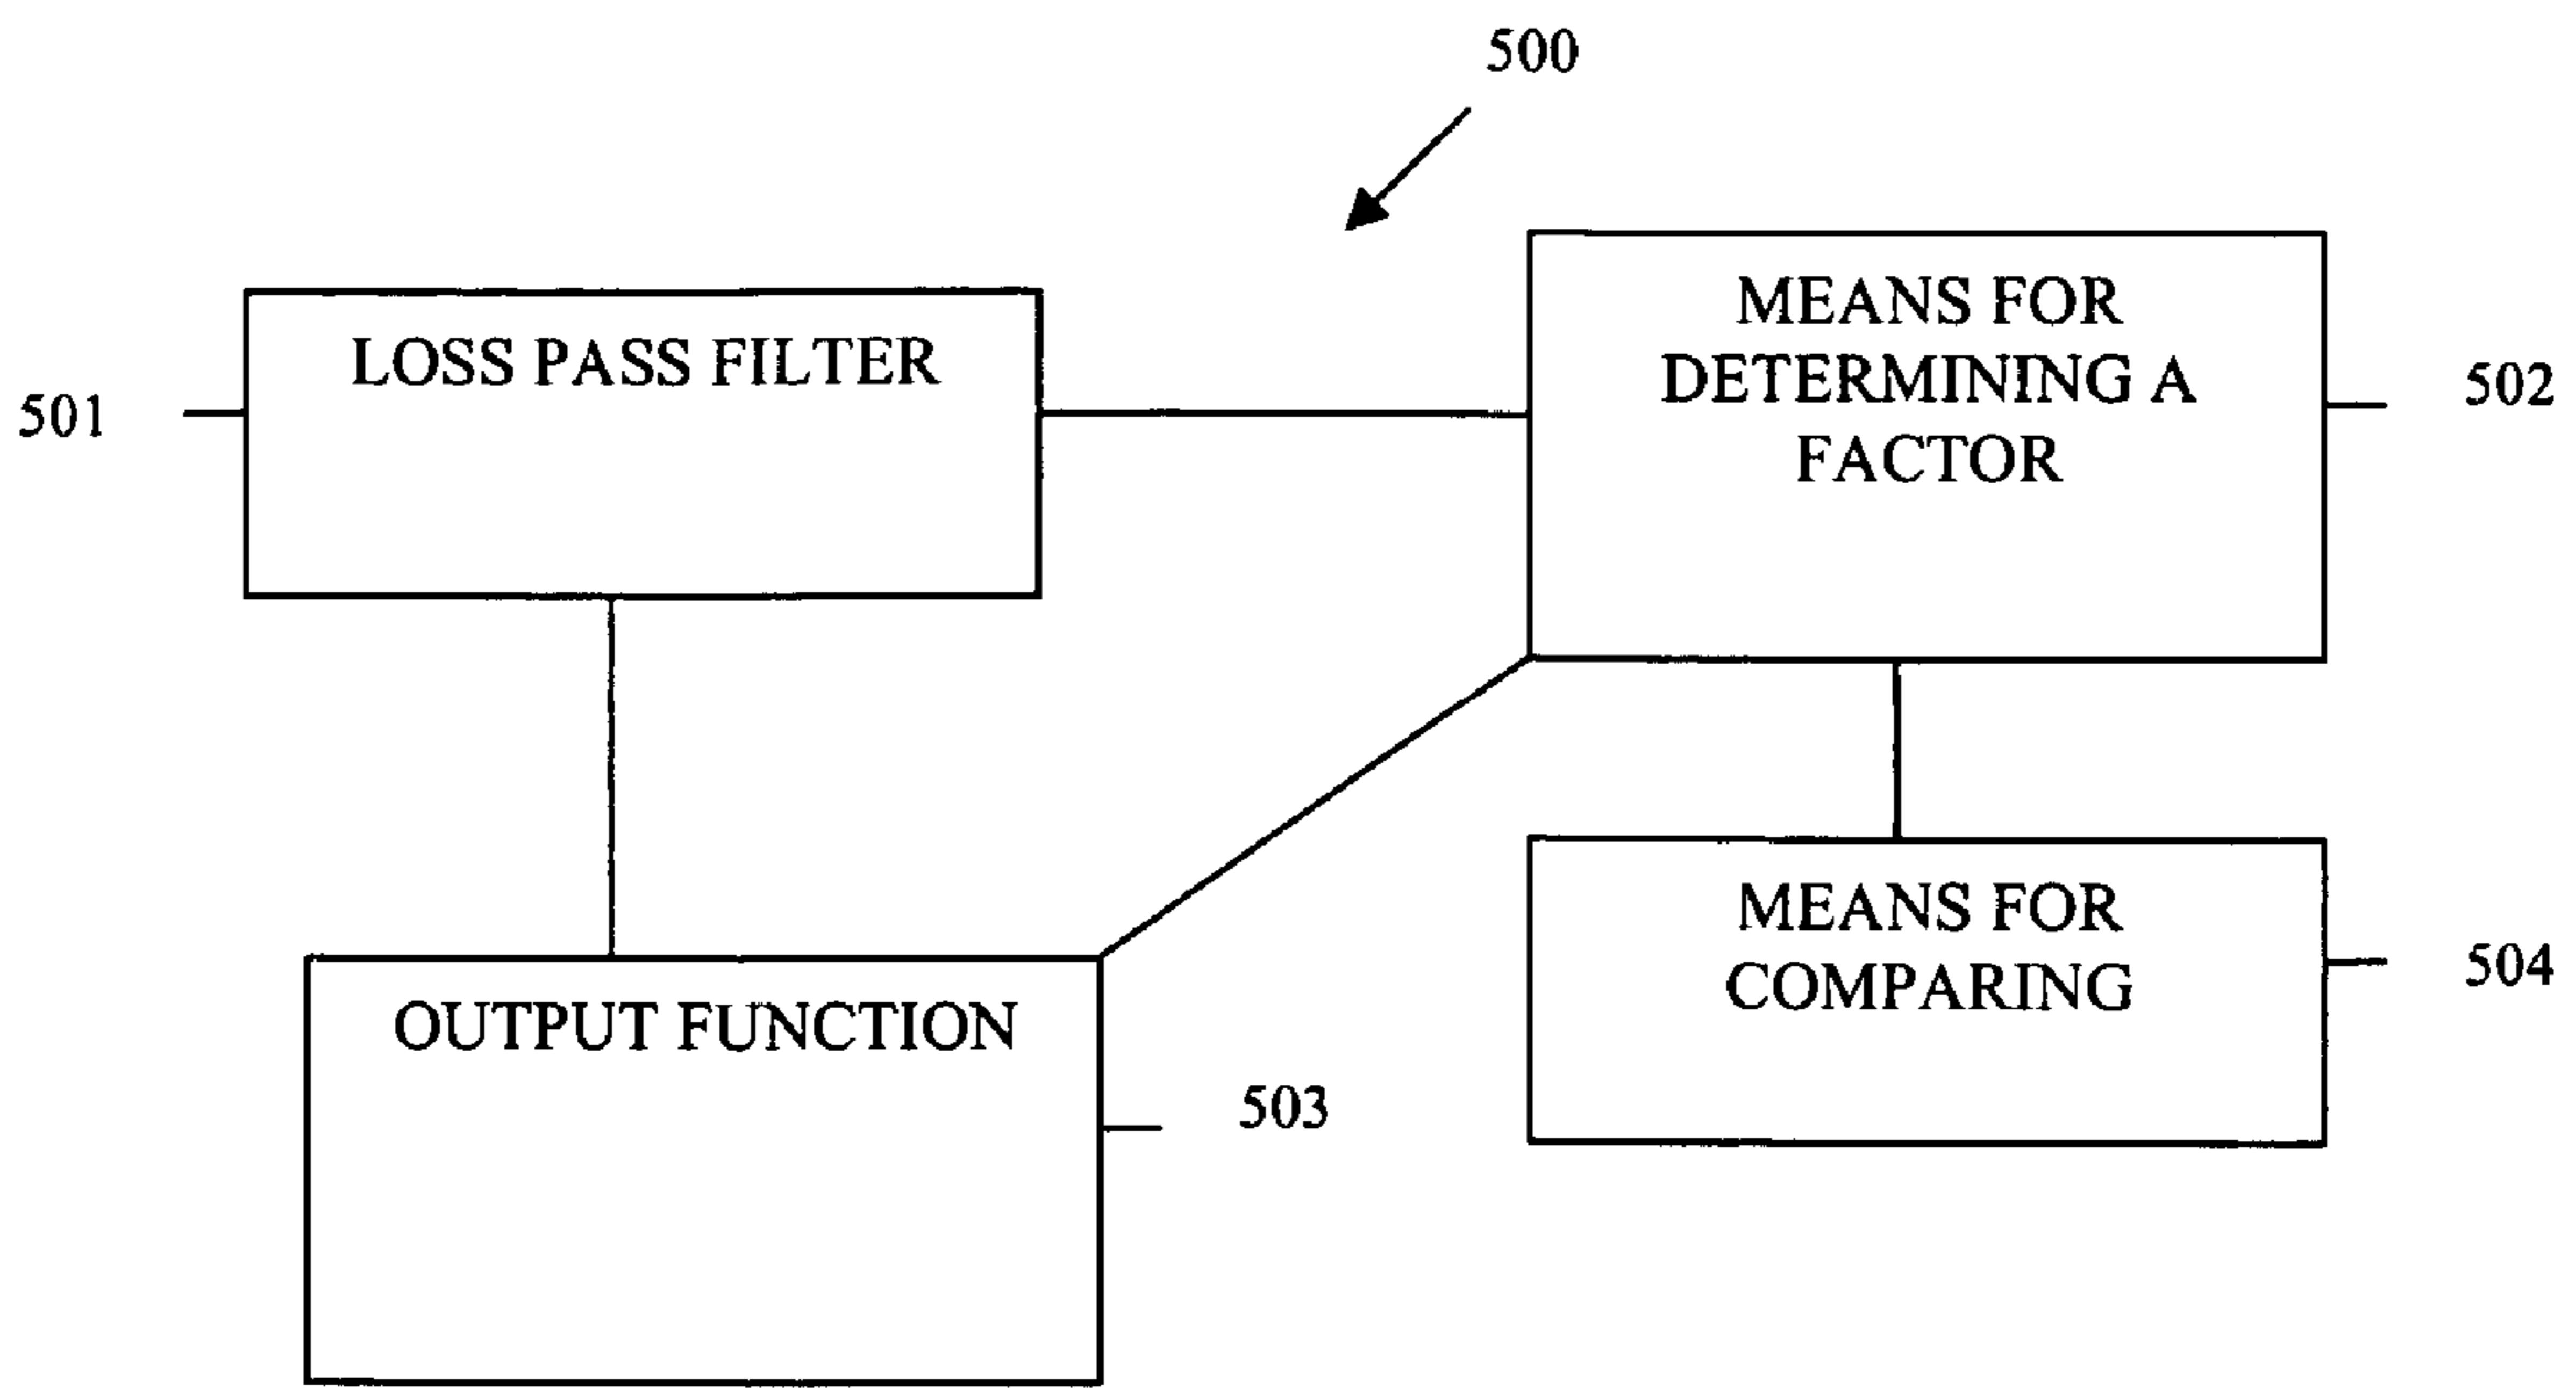 500
LOSS PASS FILTER
501
MEANS FOR
DETERMINING A
FACTOR
502
OUTPUT FUNCTION
503
MEANS FOR
COMPARING
504